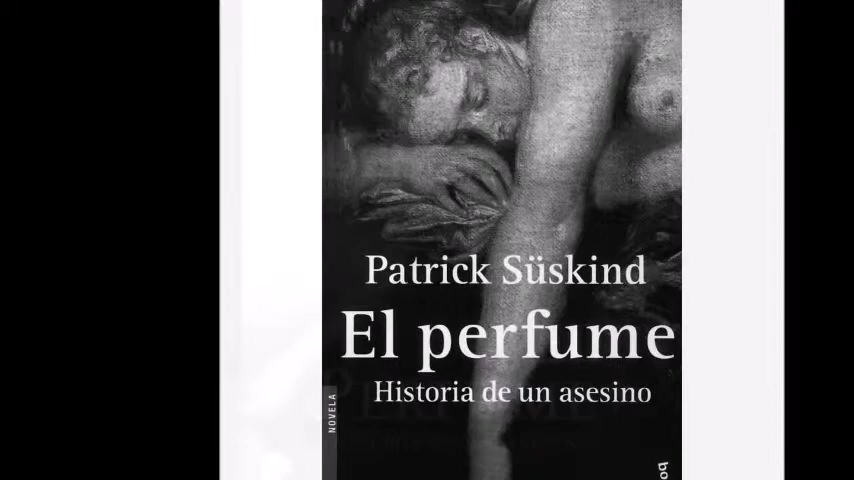 Patrick Süskind
El perfume
Historia de un asesino
NOVELA